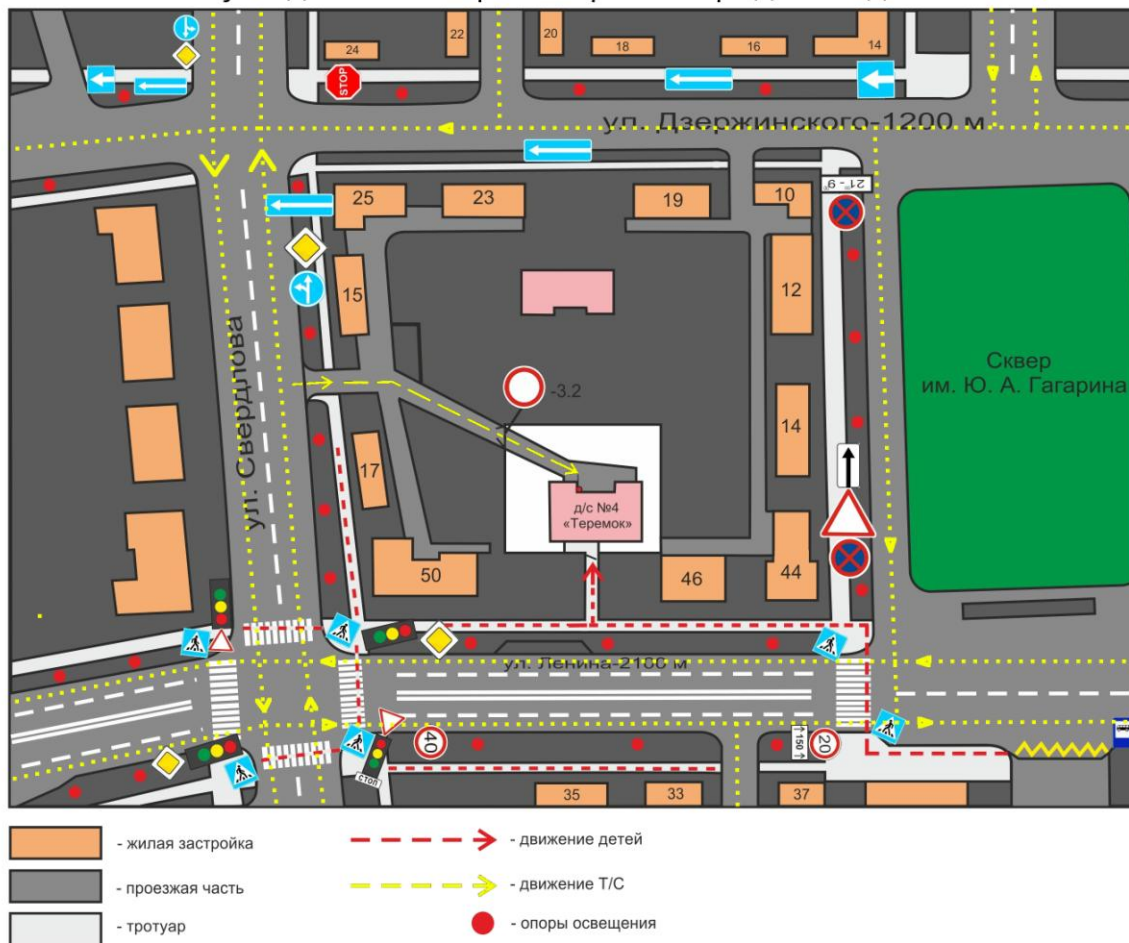 24
22
20
18
16
14
STOP
ул. Дзержинского-1200 м
25
23
19
10
9 - 21
15
12
ул. Свердлова
Сквер
им. Ю. А. Гагарина
-3.2
14
17
д/с №4
«Теремок»
50
46
44
ул. Ленина-2100 м
40
150
20
стоп
35
33
37
- жилая застройка
- движение детей
- проезжая часть
- движение Т/С
- тротуар
- опоры освещения